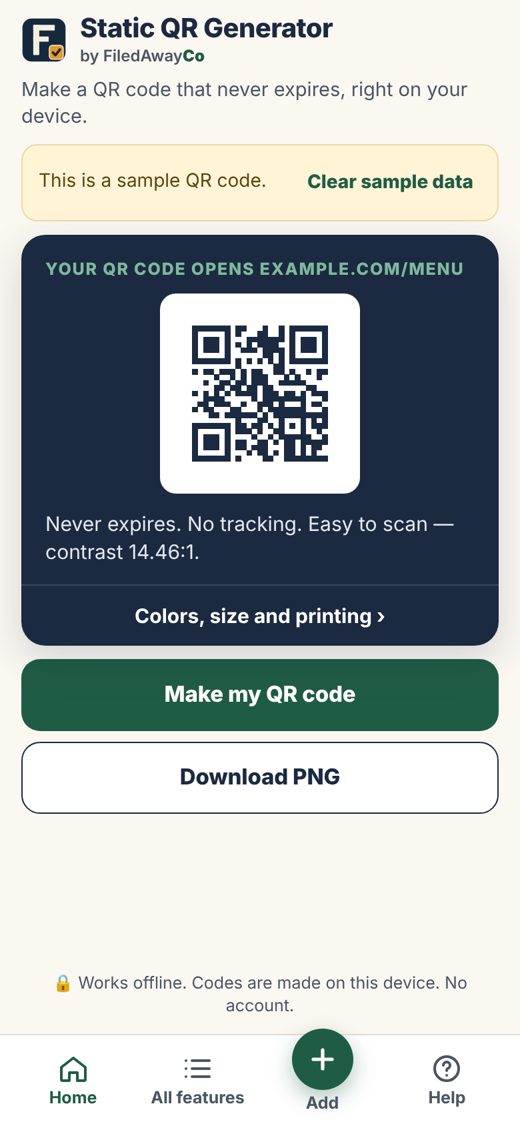 Static QR Generator
by FiledAwayCo
Make a QR code that never expires, right on your
device.
This is a sample QR code.
Clear sample data
YOUR QR CODE OPENS EXAMPLE.COM/MENU
Never expires. No tracking. Easy to scan —
contrast 14.46:1.
Colors, size and printing ›
Make my QR code
Download PNG
🔒 Works offline. Codes are made on this device. No
account.
Home
All features
Add
Help